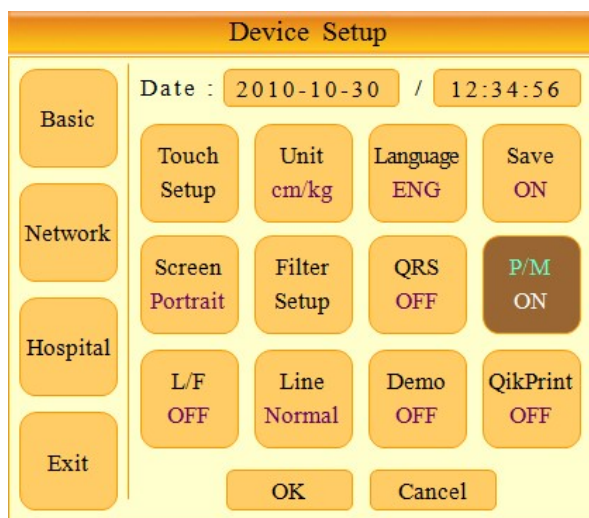 Device Setup
Date : 2010-10-30 / 12:34:56
Basic
Network
Hospital
Exit
Touch Setup
Unit cm/kg
Language ENG
Save ON
Screen Portrait
Filter Setup
QRS OFF
P/M ON
L/F OFF
Line Normal
Demo OFF
QikPrint OFF
OK
Cancel